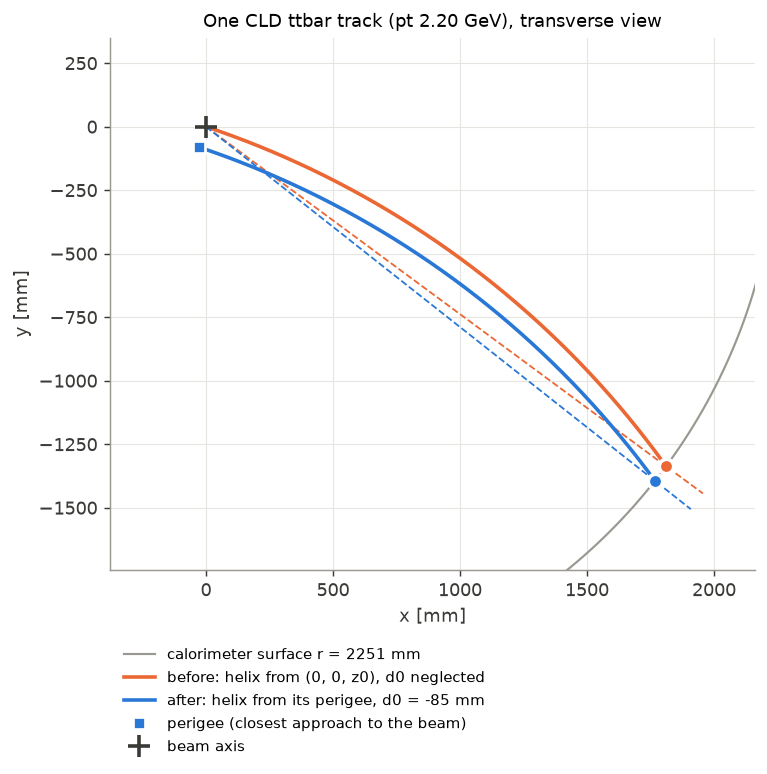 One CLD ttbar track (pt 2.20 GeV), transverse view
250
0
−250
−500
−750
−1000
−1250
−1500
y [mm]
0 500 1000 1500 2000
x [mm]
calorimeter surface r = 2251 mm
before: helix from (0, 0, z0), d0 neglected
after: helix from its perigee, d0 = -85 mm
perigee (closest approach to the beam)
beam axis